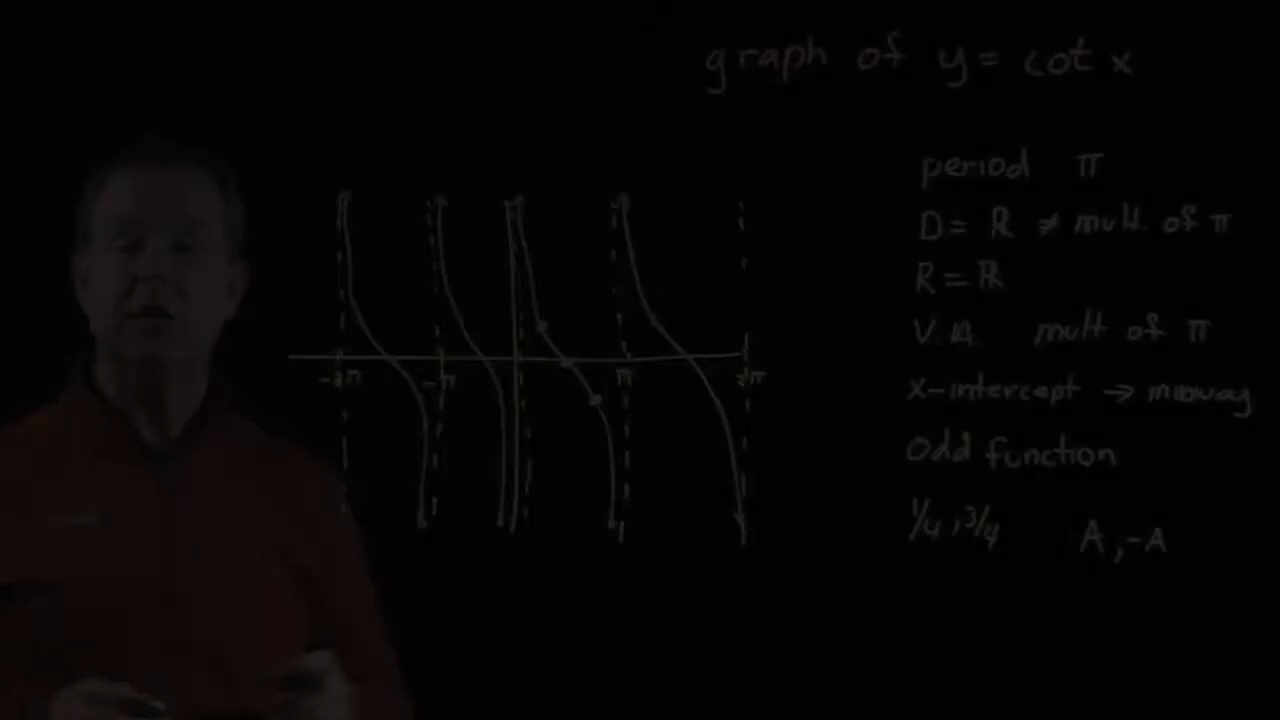 graph of y = cot x
period π
D = ℝ ≠ mult. of π
R = ℝ
V.A. mult of π
x-intercept → midway
odd function
1/4, 3/4 A, -A
-2π -π π 2π